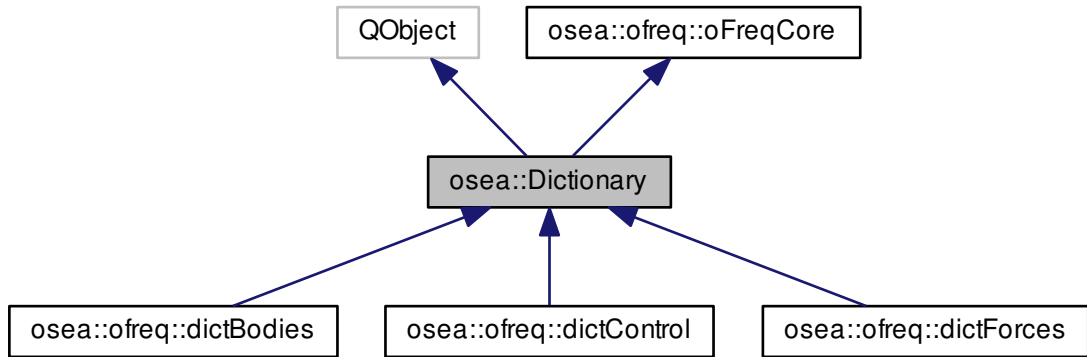 QObject
osea::ofreq::oFreqCore
osea::Dictionary
osea::ofreq::dictBodies
osea::ofreq::dictControl
osea::ofreq::dictForces